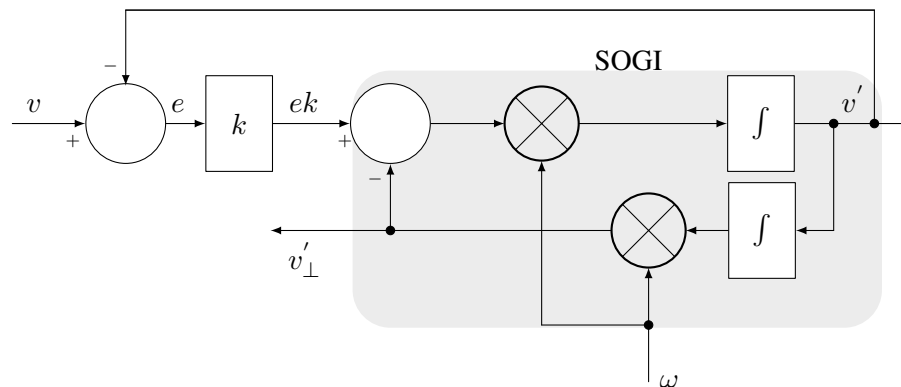 SOGI
v
+
−
e
k
ek
+
−
∫
v′
∫
v′⊥
ω